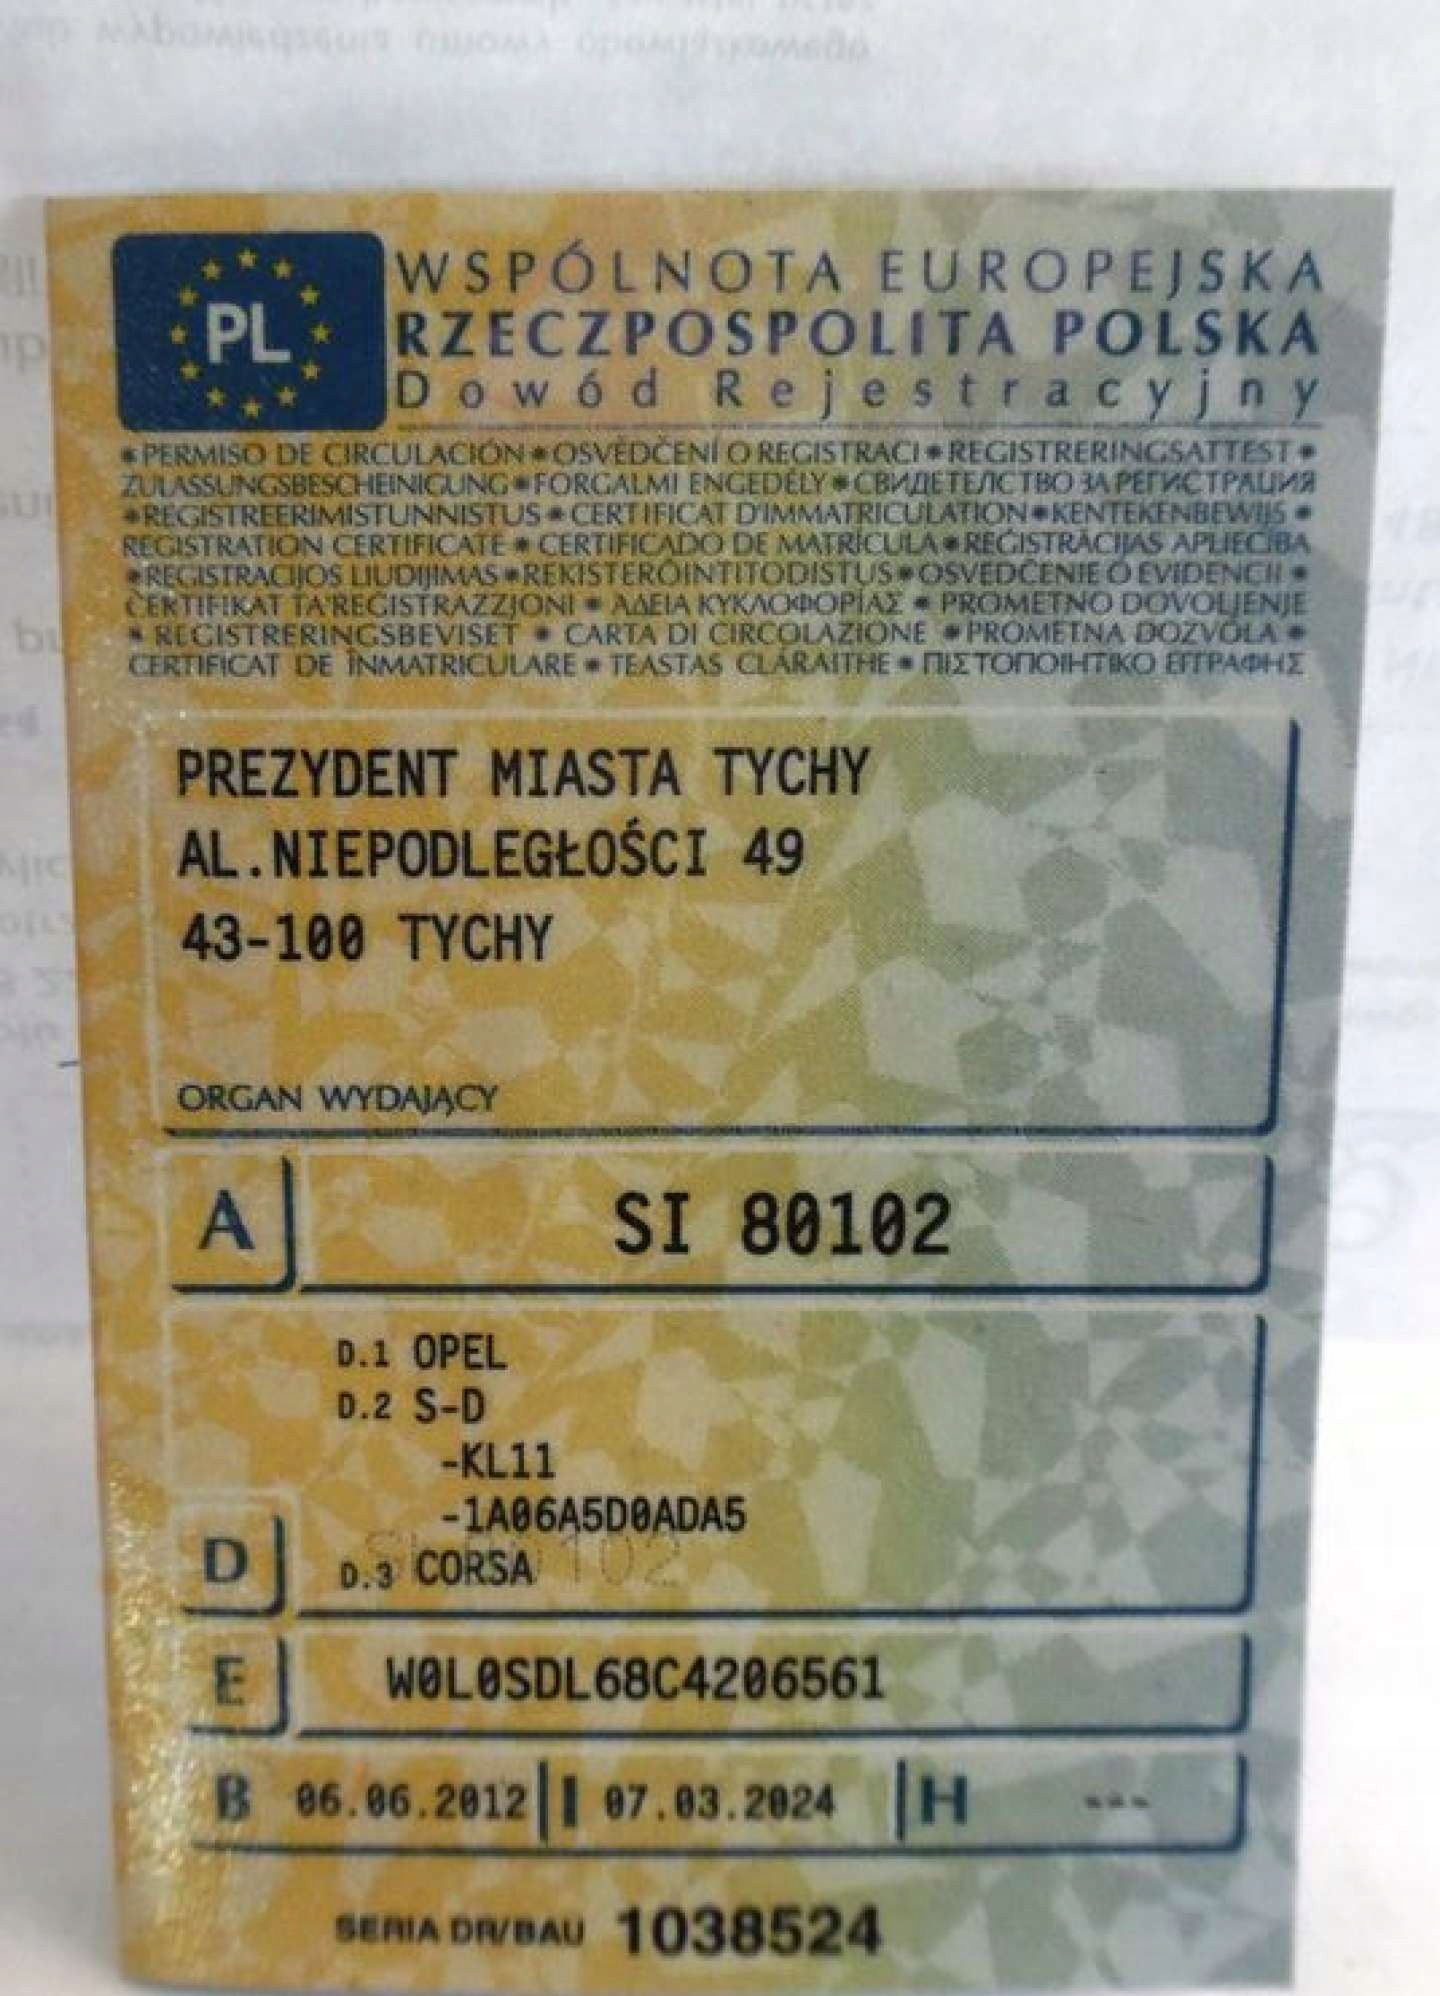 PL
WSPÓLNOTA EUROPEJSKA
RZECZPOSPOLITA POLSKA
Dowód Rejestracyjny
*PERMISO DE CIRCULACIÓN*OSVĚDČENÍ O REGISTRACI*REGISTRERINGSATTEST*
ZULASSUNGSBESCHEINIGUNG*FORGALMI ENGEDÉLY*СВИДЕТЕЛСТВО ЗА РЕГИСТРАЦИЯ
*REGISTREERIMISTUNNISTUS*CERTIFICAT D'IMMATRICULATION*KENTEKENBEWIJS*
REGISTRATION CERTIFICATE*CERTIFICADO DE MATRÍCULA*REĢISTRĀCIJAS APLIECĪBA
*REGISTRACIJOS LIUDIJIMAS*REKISTERÖINTITODISTUS*OSVEDČENIE O EVIDENCII*
ĊERTIFIKAT TA'REĠISTRAZZJONI*ΑΔΕΙΑ ΚΥΚΛΟΦΟΡΙΑΣ*PROMETNO DOVOLJENJE
*REGISTRERINGSBEVISET*CARTA DI CIRCOLAZIONE*PROMETNA DOZVOLA*
CERTIFICAT DE ÎNMATRICULARE*TEASTAS CLÁRAITHE*ΠΙΣΤΟΠΟΙΗΤΙΚΟ ΕΓΓΡΑΦΗΣ
PREZYDENT MIASTA TYCHY
AL.NIEPODLEGŁOŚCI 49
43-100 TYCHY
ORGAN WYDAJĄCY
A SI 80102
D.1 OPEL
D.2 S-D
-KL11
-1A06A5D0ADA5
D D.3 CORSA
E W0L0SDL68C4206561
B 06.06.2012 I 07.03.2024 H ---
SERIA DR/BAU 1038524